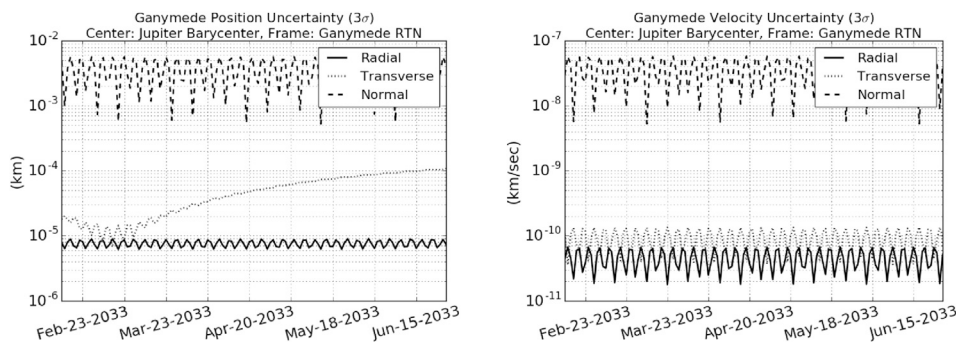 Ganymede Position Uncertainty (3σ)
Center: Jupiter Barycenter, Frame: Ganymede RTN
10^-2
10^-3
10^-4
10^-5
10^-6
(km)
Radial
Transverse
Normal
Feb-23-2033
Mar-23-2033
Apr-20-2033
May-18-2033
Jun-15-2033
Ganymede Velocity Uncertainty (3σ)
Center: Jupiter Barycenter, Frame: Ganymede RTN
10^-7
10^-8
10^-9
10^-10
10^-11
(km/sec)
Radial
Transverse
Normal
Feb-23-2033
Mar-23-2033
Apr-20-2033
May-18-2033
Jun-15-2033